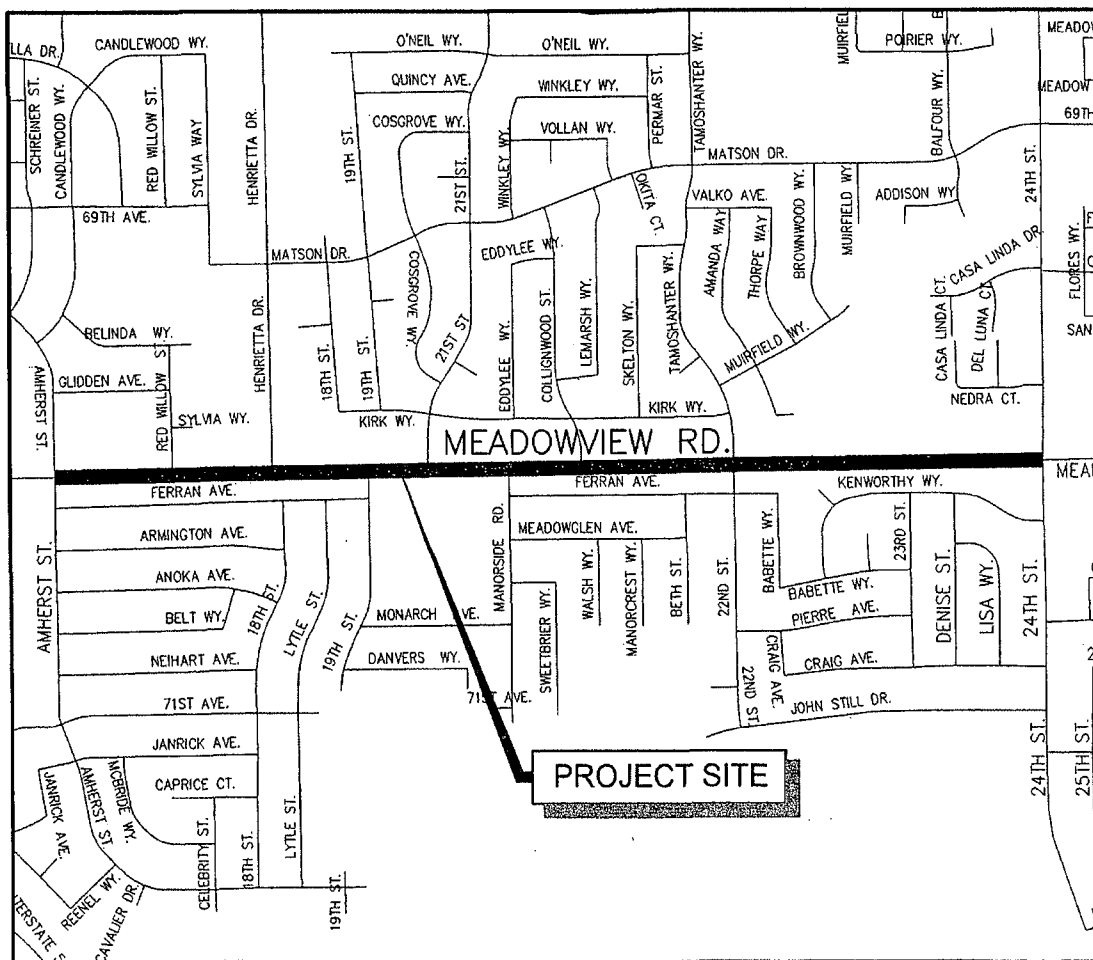 LLA DR.
CANDLEWOOD WY.
O'NEIL WY.
O'NEIL WY.
TAMOSHANTER WY.
MUIRFIEL
POIRIER WY.
B
MEADOW
SCHREINER ST.
CANDLEWOOD WY.
RED WILLOW ST.
SYLVIA WAY
HENRIETTA DR.
19TH ST.
QUINCY AVE.
WINKLEY WY.
PERMAR ST.
BALFOUR WY.
MEADOW
COSGROVE WY.
VOLLAN WY.
69TH
21ST ST.
WINKLEY WY.
MATSON DR.
24TH ST.
69TH AVE.
OKITA CT.
VALKO AVE.
ADDISON WY
MATSON DR.
COSGROVE WY.
EDDYLEE WY.
AMANDA WAY
THORPE WAY
BROWNWOOD WY.
MUIRFIELD WY.
CASA LINDA DR.
FLORES WY.
F
C
BELINDA WY.
HENRIETTA DR.
18TH ST.
19TH ST.
21ST ST
EDDYLEE WY.
COLLIGNWOOD ST.
LEMARSH WY.
SKELTON WY.
TAMOSHANTER WY.
MUIRFIELD WY.
CASA LINDA CT.
DEL LUNA CT.
SAN
AMHERST ST.
GLIDDEN AVE.
RED WILLOW ST.
SYLVIA WY.
KIRK WY.
KIRK WY.
NEDRA CT.
MEADOWVIEW RD.
MEAD
FERRAN AVE.
FERRAN AVE.
KENWORTHY WY.
AMHERST ST.
ARMINGTON AVE.
MANORSIDE RD.
MEADOWGLEN AVE.
BABETTE WY.
23RD ST.
ANOKA AVE.
18TH ST.
LYTLE ST.
19TH ST.
WALSH WY.
MANORCREST WY.
BETH ST.
22ND ST.
BABETTE WY.
DENISE ST.
LISA WY.
24TH ST.
BELT WY.
MONARCH AVE.
SWEETBRIER WY.
PIERRE AVE.
NEIHART AVE.
DANVERS WY.
CRAIG AVE.
CRAIG AVE.
2
71ST AVE.
71ST AVE.
22ND ST.
JOHN STILL DR.
JANRICK AVE.
24TH ST.
25TH ST.
JANRICK AVE.
AMHERST ST.
MCBRIDE WY.
CAPRICE CT.
PROJECT SITE
CELEBRITY ST.
18TH ST.
LYTLE ST.
19TH ST.
REENEL WY.
CAVALIER DR.
TERSTATE